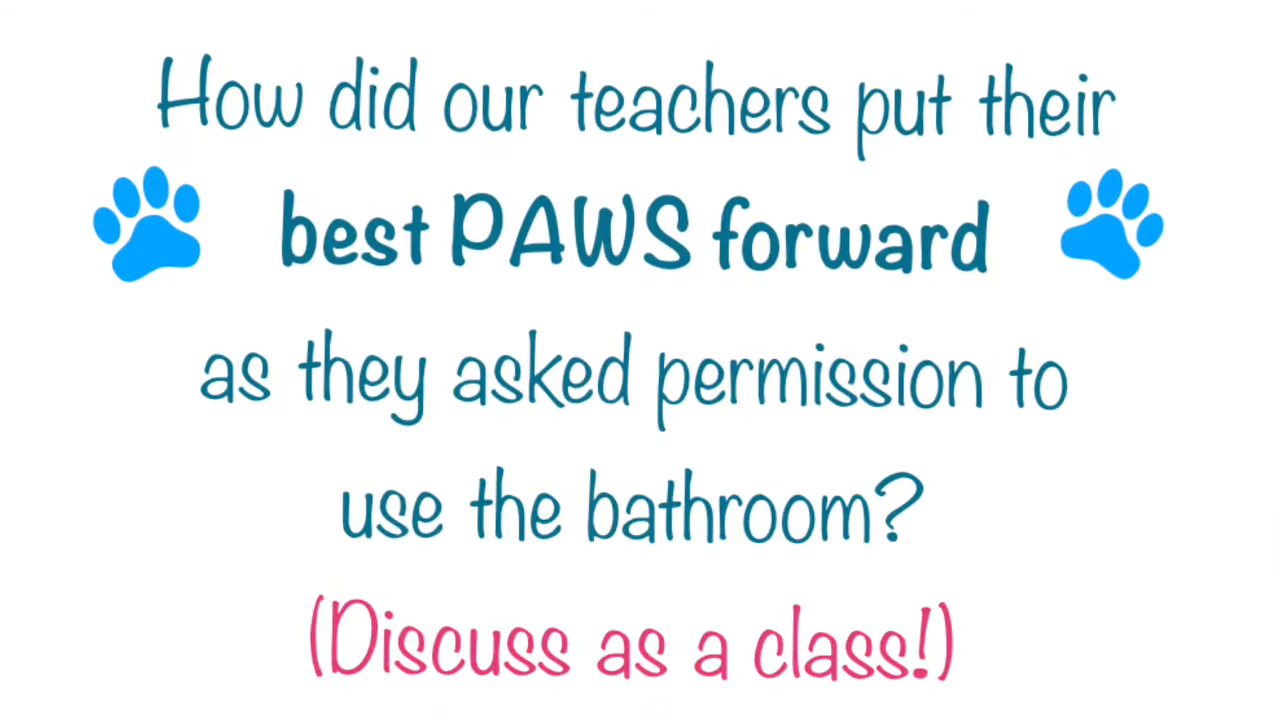 How did our teachers put their
best PAWS forward
as they asked permission to
use the bathroom?
(Discuss as a class!)